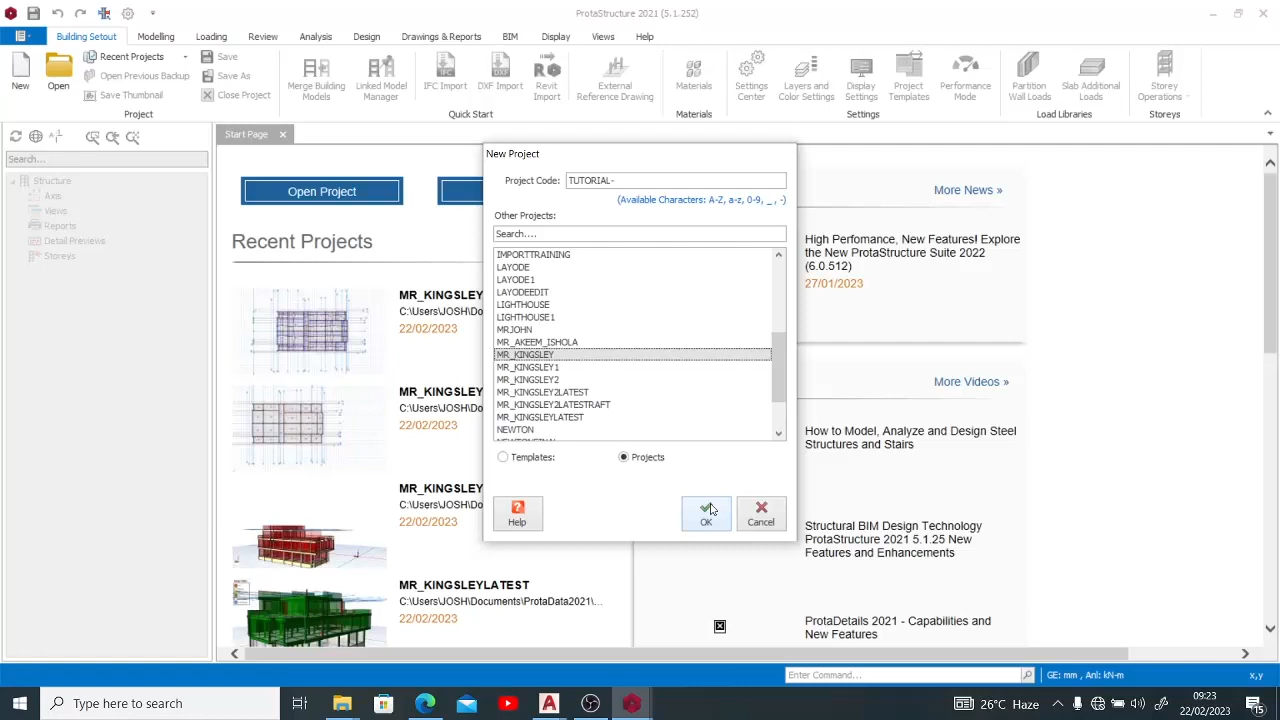 ProtaStructure 2021 (5.1.252)
Building Setout Modelling Loading Review Analysis Design Drawings & Reports BIM Display Views Help
New
Open
Recent Projects
Open Previous Backup
Save Thumbnail
Save
Save As
Close Project
Merge Building Models
Linked Model Manager
IFC Import
DXF Import
Revit Import
External Reference Drawing
Materials
Settings Center
Layers and Color Settings
Display Settings
Project Templates
Performance Mode
Partition Wall Loads
Slab Additional Loads
Storey Operations
Project
Quick Start
Materials
Settings
Load Libraries
Storeys
Start Page
Search...
Structure
Axis
Views
Reports
Detail Previews
Storeys
Open Project
Recent Projects
MR_KINGSLEY
C:\Users\JOSH\Do
22/02/2023
MR_KINGSLEY
C:\Users\JOSH\Do
22/02/2023
MR_KINGSLEY
C:\Users\JOSH\Do
22/02/2023
MR_KINGSLEYLATEST
C:\Users\JOSH\Documents\ProtaData2021\...
22/02/2023
New Project
Project Code: TUTORIAL-
(Available Characters: A-Z, a-z, 0-9, _ , -)
Other Projects:
Search....
IMPORTTRAINING
LAYODE
LAYODE1
LAYODEEDIT
LIGHTHOUSE
LIGHTHOUSE1
MRJOHN
MR_AKEEM_ISHOLA
MR_KINGSLEY
MR_KINGSLEY1
MR_KINGSLEY2
MR_KINGSLEY2LATEST
MR_KINGSLEY2LATESTRAFT
MR_KINGSLEYLATEST
NEWTON
Templates: Projects
Help
OK
Cancel
More News »
High Perfomance, New Features! Explore
the New ProtaStructure Suite 2022
(6.0.512)
27/01/2023
More Videos »
How to Model, Analyze and Design Steel
Structures and Stairs
Structural BIM Design Technology
ProtaStructure 2021 5.1.25 New
Features and Enhancements
ProtaDetails 2021 - Capabilities and
New Features
Enter Command...
GE: mm , Anl: kN-m
x,y
Type here to search
26°C Haze
09:23
22/02/2023